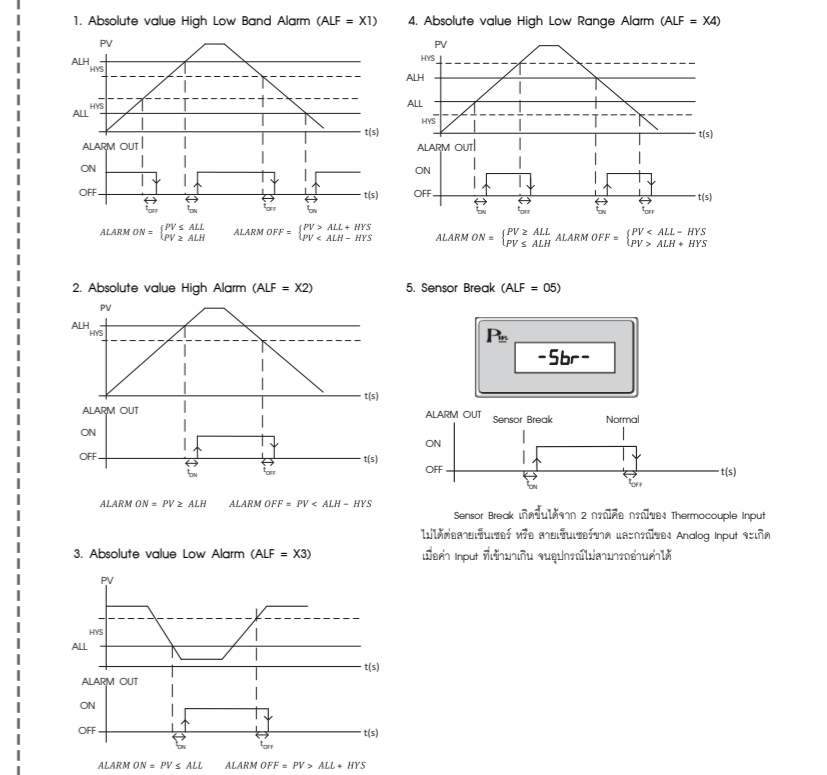 1. Absolute value High Low Band Alarm (ALF = X1)
PV
ALH
HYS
HYS
ALL
t(s)
ALARM OUT
ON
OFF
t(s)
tOFF
tON
tOFF
tON
ALARM ON = {PV ≤ ALL
PV ≥ ALH
ALARM OFF = {PV > ALL + HYS
PV < ALH − HYS
2. Absolute value High Alarm (ALF = X2)
PV
ALH
HYS
t(s)
ALARM OUT
ON
OFF
t(s)
tON
tOFF
ALARM ON = PV ≥ ALH
ALARM OFF = PV < ALH − HYS
3. Absolute value Low Alarm (ALF = X3)
PV
HYS
ALL
t(s)
ALARM OUT
ON
OFF
t(s)
tON
tOFF
ALARM ON = PV ≤ ALL
ALARM OFF = PV > ALL + HYS
4. Absolute value High Low Range Alarm (ALF = X4)
PV
HYS
ALH
ALL
HYS
t(s)
ALARM OUT
ON
OFF
t(s)
tON
tOFF
tON
tOFF
ALARM ON = {PV ≥ ALL
PV ≤ ALH
ALARM OFF = {PV < ALL − HYS
PV > ALH + HYS
5. Sensor Break (ALF = 05)
Pm
-Sbr-
ALARM OUT
Sensor Break
Normal
ON
OFF
t(s)
tON
tOFF
Sensor Break เกิดขึ้นได้จาก 2 กรณีคือ กรณีของ Thermocouple Input
ไม่ได้ต่อสายเซ็นเซอร์ หรือ สายเซ็นเซอร์ขาด และกรณีของ Analog Input จะเกิด
เมื่อค่า Input ที่เข้ามาเกิน จนอุปกรณ์ไม่สามารถอ่านค่าได้